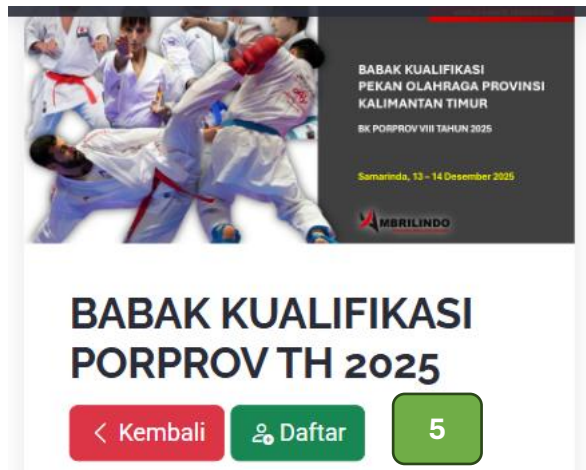 BABAK KUALIFIKASI
PEKAN OLAHRAGA PROVINSI
KALIMANTAN TIMUR
BK PORPROV VIII TAHUN 2025
Samarinda, 13 – 14 Desember 2025
AMBRILINDO
BABAK KUALIFIKASI
PORPROV TH 2025
Kembali
Daftar
5